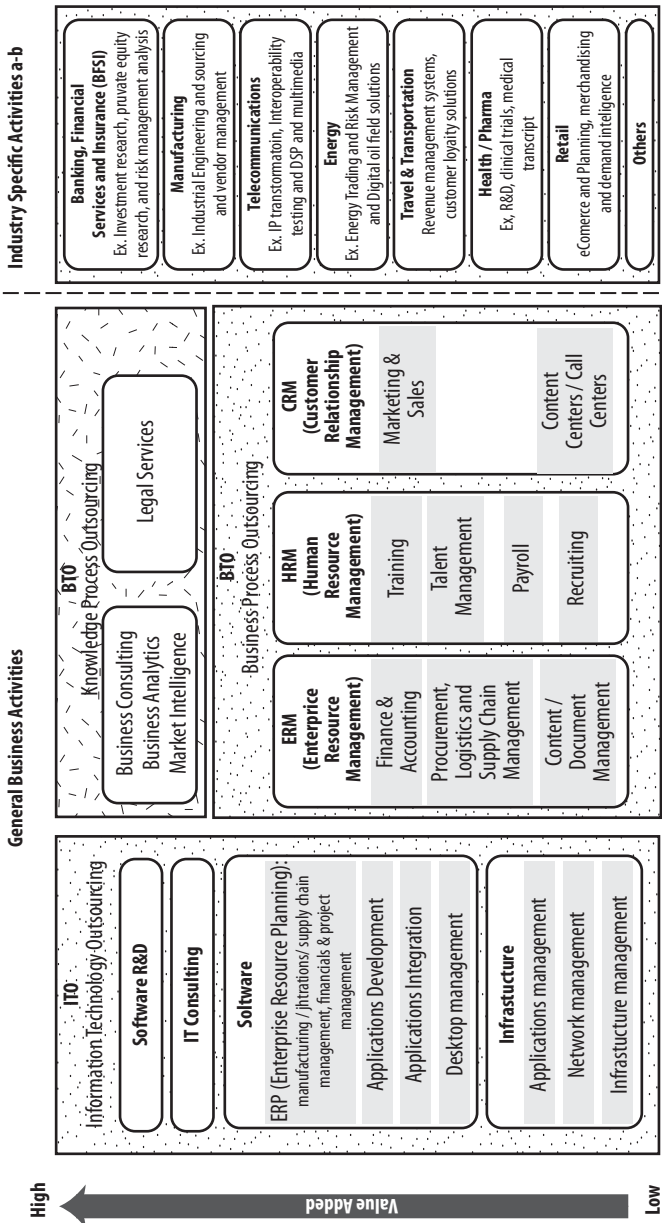 General Business Activities
Industry Specific Activities a-b
High
Value Added
Low
ITO
Information Technology Outsourcing
Software R&D
IT Consulting
Soltware
ERP (Enterprise Resource Planning):
manufacturing / jhtrations/ supply chain
management, financials & project
management
Applications Development
Applications Integration
Desktop management
Infrastucture
Applications management
Network management
Infrastucture management
BTO
Knowledge Process Outsourcing
Business Consulting
Business Analytics
Market Intelligence
Legal Services
BTO
Business Process Outsourcing
ERM
(Enterprice
Resource
Management)
Finance &
Accounting
Procurement,
Logistics and
Supply Chain
Management
Content /
Document
Management
HRM
(Human
Resource
Management)
Training
Talent
Management
Payroll
Recruiting
CRM
(Customer
Relationship
Management)
Marketing &
Sales
Content
Centers / Call
Centers
Banking, Financial
Services and Insurance (BFSI)
Ex. Investment research, pruvate equity
research, and risk management analysis
Manufacturing
Ex. Industrial Engineering and sourcing
and vendor management
Telecommunications
Ex. IP transtomatoin, Interoperability
testing and DSP and multimedia
Energy
Ex. Energy Trading and Risk Management
and Digital oil field solutions
Travel & Transportation
Revenue management systems,
customer loyaity solutions
Health / Pharma
Ex, R&D, clinical trials, medical
transcript
Retail
eComerce and Planning, merchandising
and demand inteligence
Others